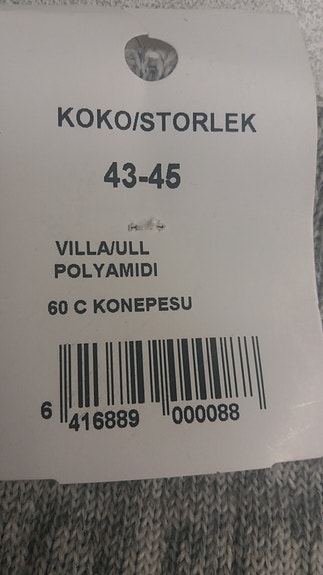 KOKO/STORLEK
43-45
VILLA/ULL
POLYAMIDI
60 C KONEPESU
6 416889 000088